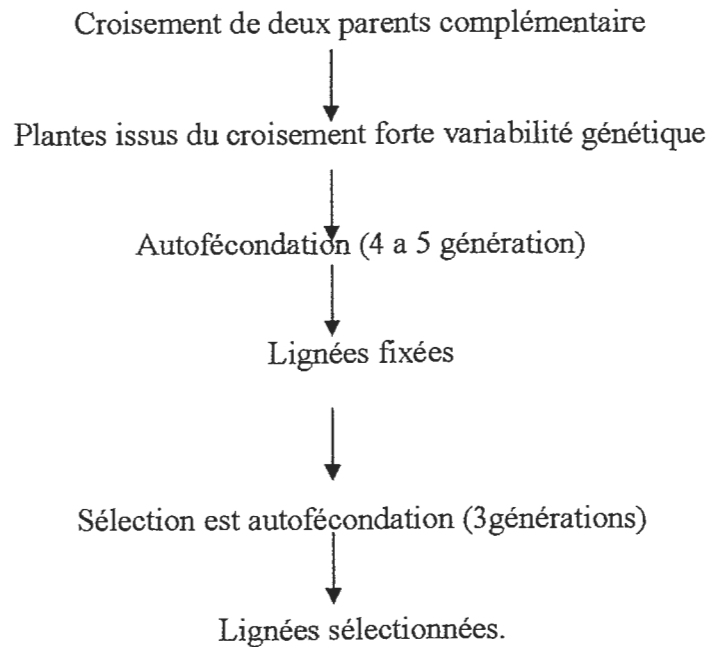 Croisement de deux parents complémentaire
Plantes issus du croisement forte variabilité génétique
Autofécondation (4 a 5 génération)
Lignées fixées
Sélection est autofécondation (3générations)
Lignées sélectionnées.